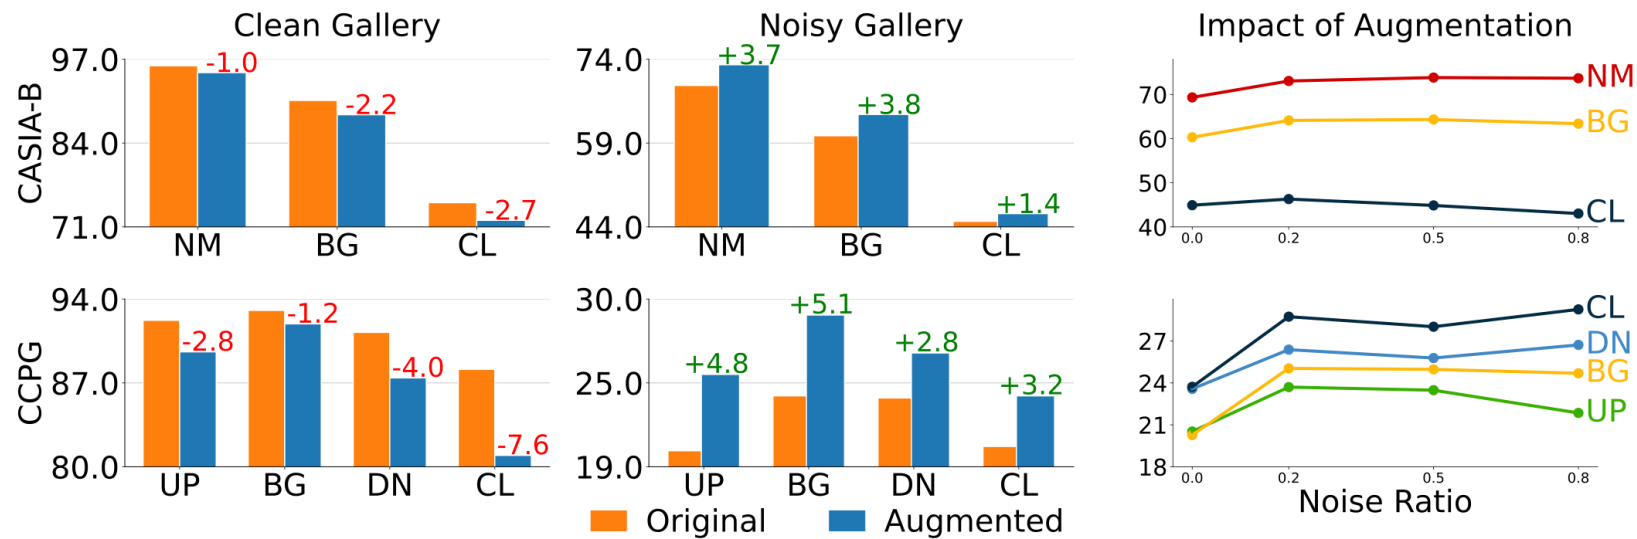 Clean Gallery
Noisy Gallery
Impact of Augmentation
CASIA-B
97.0
84.0
71.0
-1.0
-2.2
-2.7
NM BG CL
74.0
59.0
44.0
+3.7
+3.8
+1.4
NM BG CL
70
60
50
40
NM
BG
CL
0.0 0.2 0.5 0.8
CCPG
94.0
87.0
80.0
-2.8
-1.2
-4.0
-7.6
UP BG DN CL
30.0
25.0
19.0
+4.8
+5.1
+2.8
+3.2
UP BG DN CL
27
24
21
18
CL
DN
BG
UP
0.0 0.2 0.5 0.8
Noise Ratio
Original Augmented